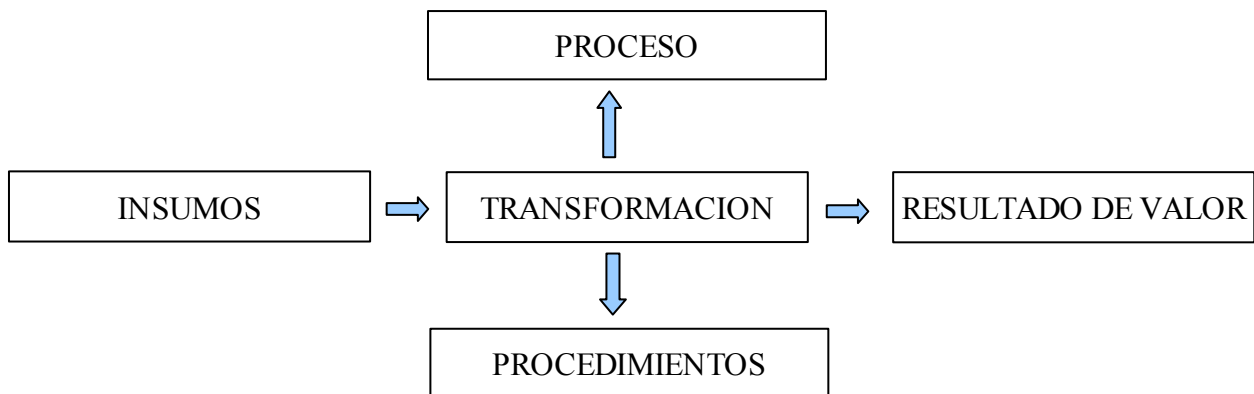 PROCESO
INSUMOS
TRANSFORMACION
RESULTADO DE VALOR
PROCEDIMIENTOS